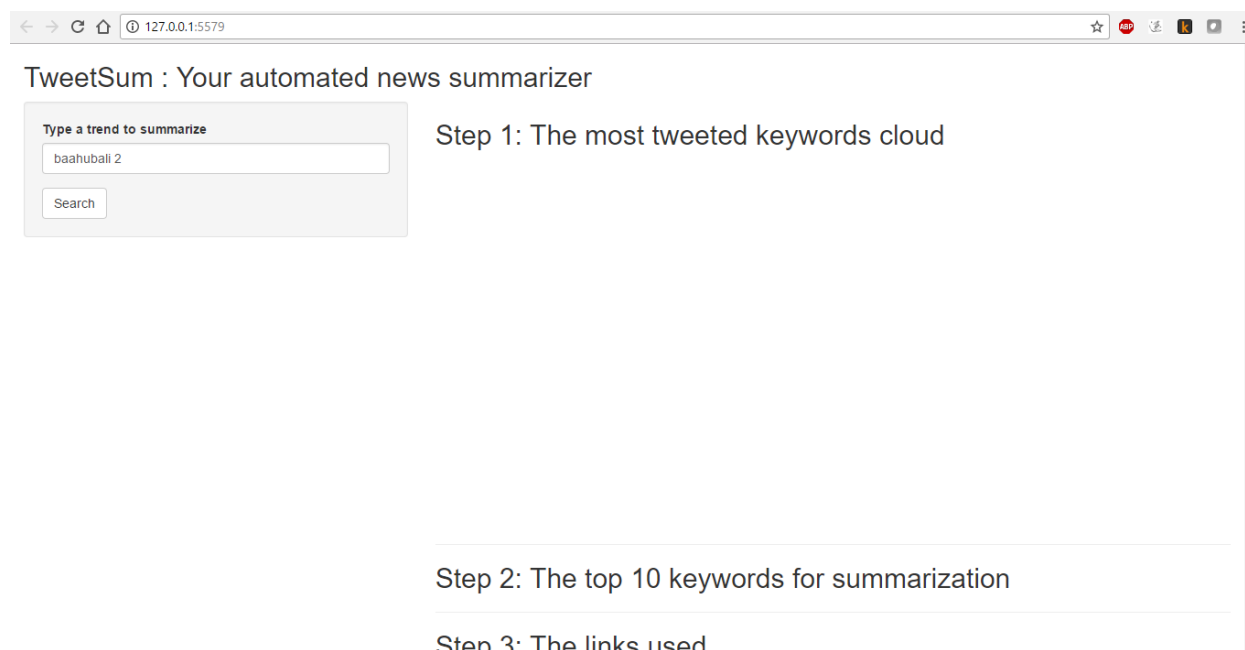 127.0.0.1:5579
ABP
k
TweetSum : Your automated news summarizer
Type a trend to summarize
baahubali 2
Search
Step 1: The most tweeted keywords cloud
Step 2: The top 10 keywords for summarization
Step 3: The links used